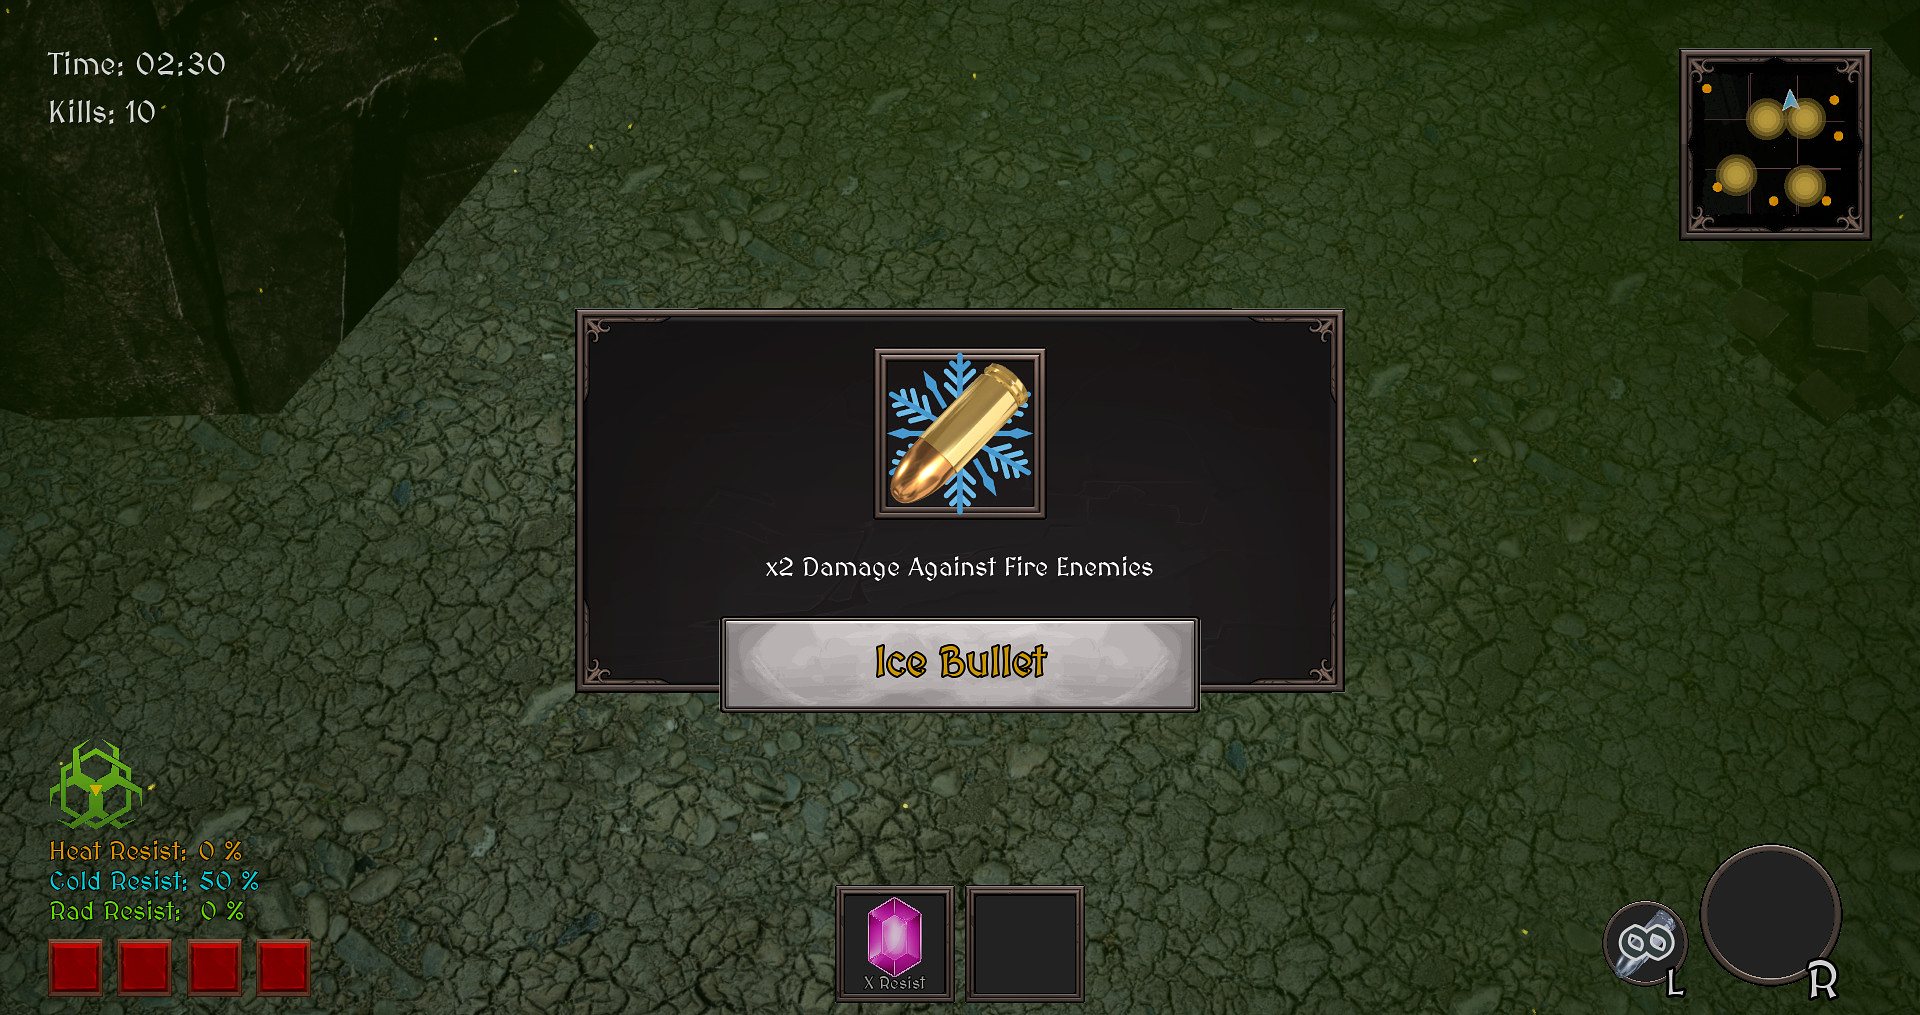 Time: 02:30
Kills: 10
x2 Damage Against Fire Enemies
Ice Bullet
Heat Resist: 0 %
Cold Resist: 50 %
Rad Resist: 0 %
X Resist
L
R